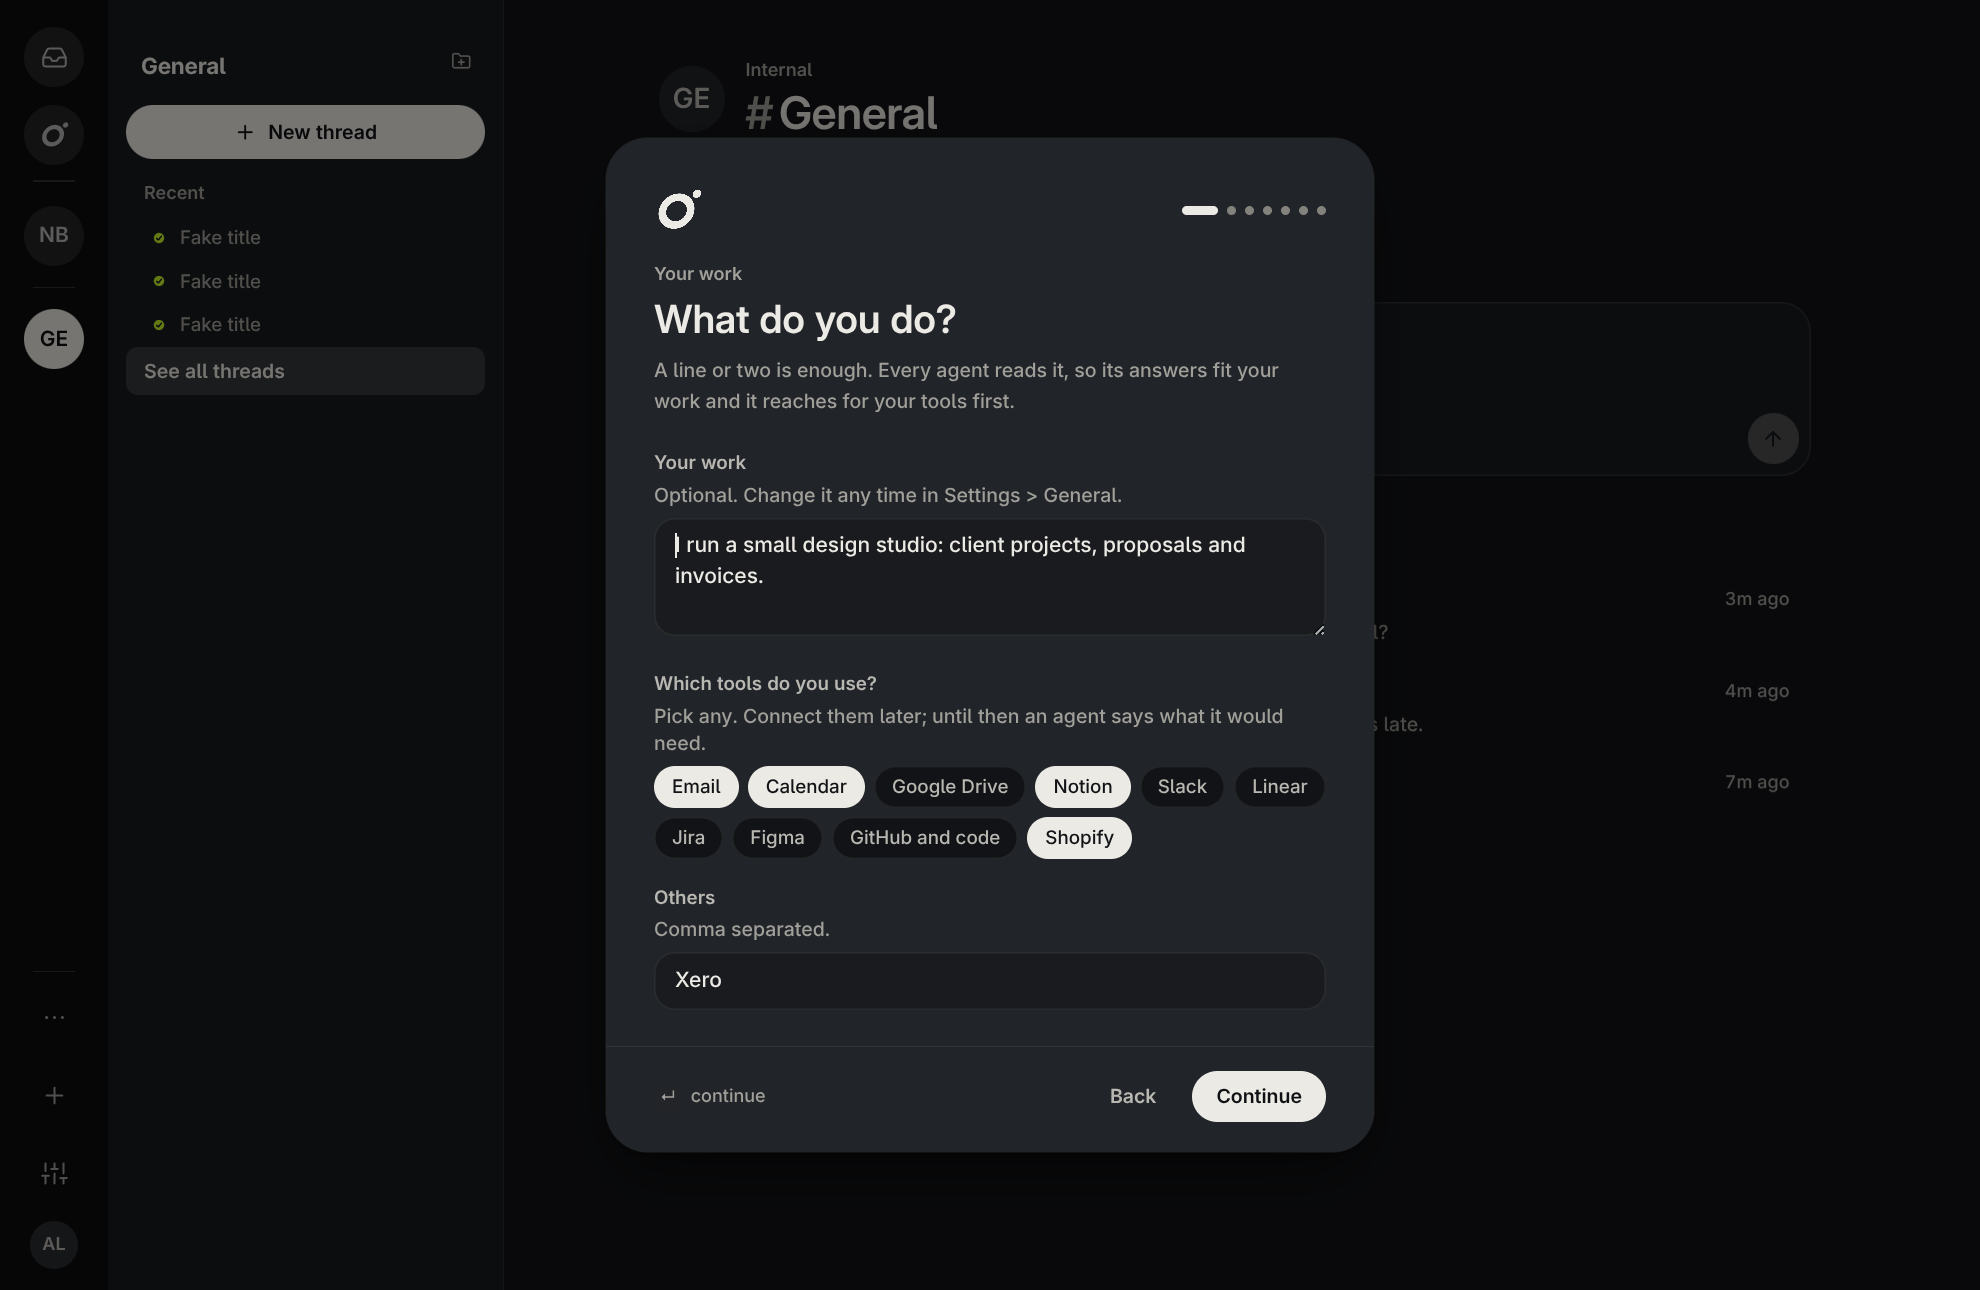 General
New thread
Recent
Fake title
Fake title
Fake title
See all threads
NB
GE
AL
GE
Internal
#General
Your work
What do you do?
A line or two is enough. Every agent reads it, so its answers fit your
work and it reaches for your tools first.
Your work
Optional. Change it any time in Settings > General.
I run a small design studio: client projects, proposals and
invoices.
Which tools do you use?
Pick any. Connect them later; until then an agent says what it would
need.
Email Calendar Google Drive Notion Slack Linear
Jira Figma GitHub and code Shopify
Others
Comma separated.
Xero
continue Back Continue
3m ago
4m ago
s late.
7m ago